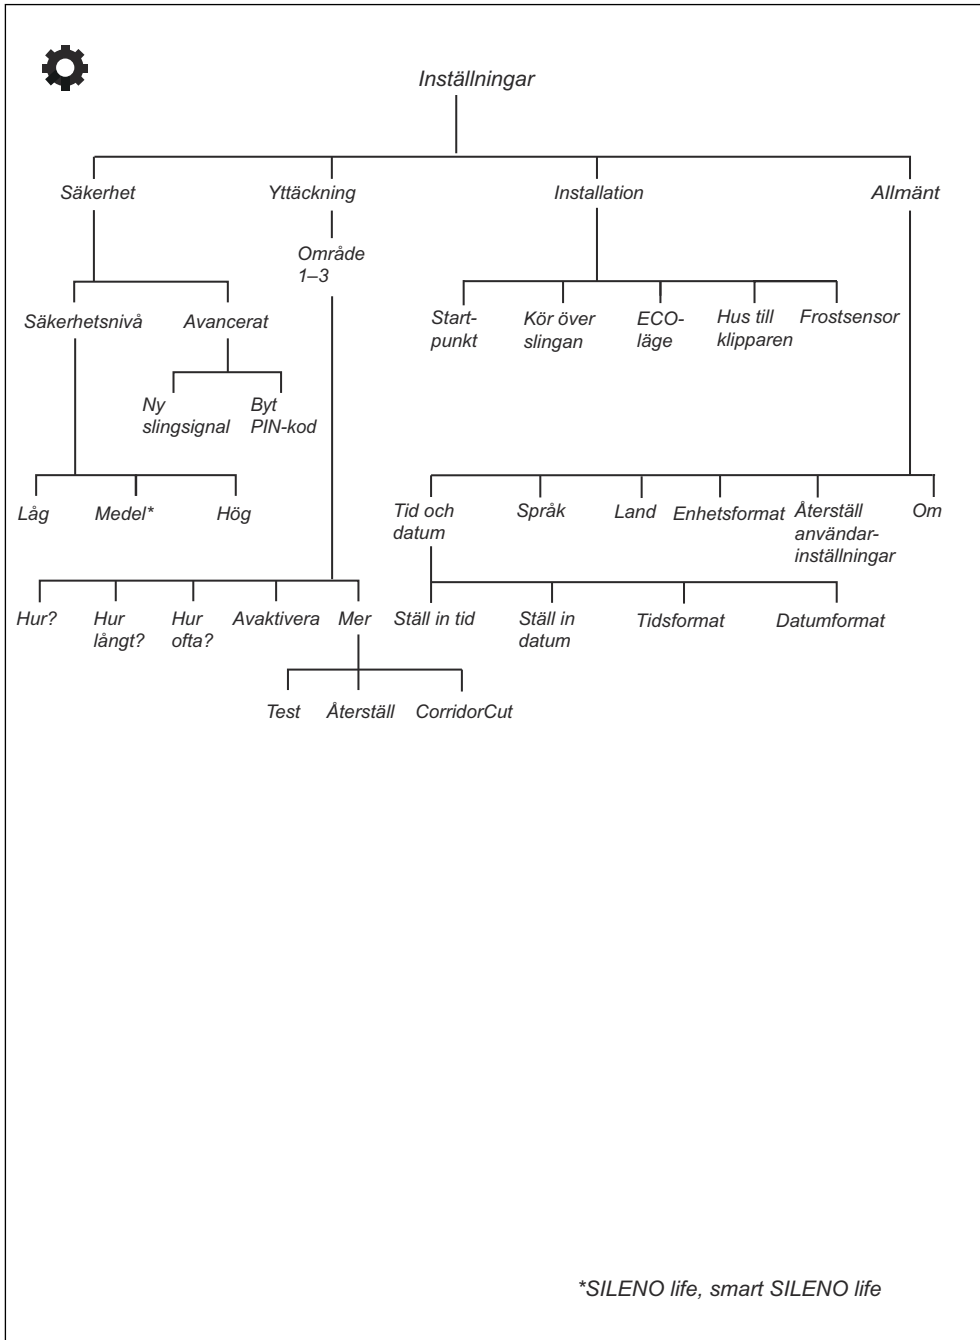 Inställningar
Säkerhet
Yttäckning
Installation
Allmänt
Område
1–3
Säkerhetsnivå
Avancerat
Start-
punkt
Kör över
slingan
ECO-
läge
Hus till
klipparen
Frostsensor
Ny
slingsignal
Byt
PIN-kod
Låg
Medel*
Hög
Tid och
datum
Språk
Land
Enhetsformat
Återställ
användar-
inställningar
Om
Hur?
Hur
långt?
Hur
ofta?
Avaktivera
Mer
Ställ in tid
Ställ in
datum
Tidsformat
Datumformat
Test
Återställ
CorridorCut
*SILENO life, smart SILENO life